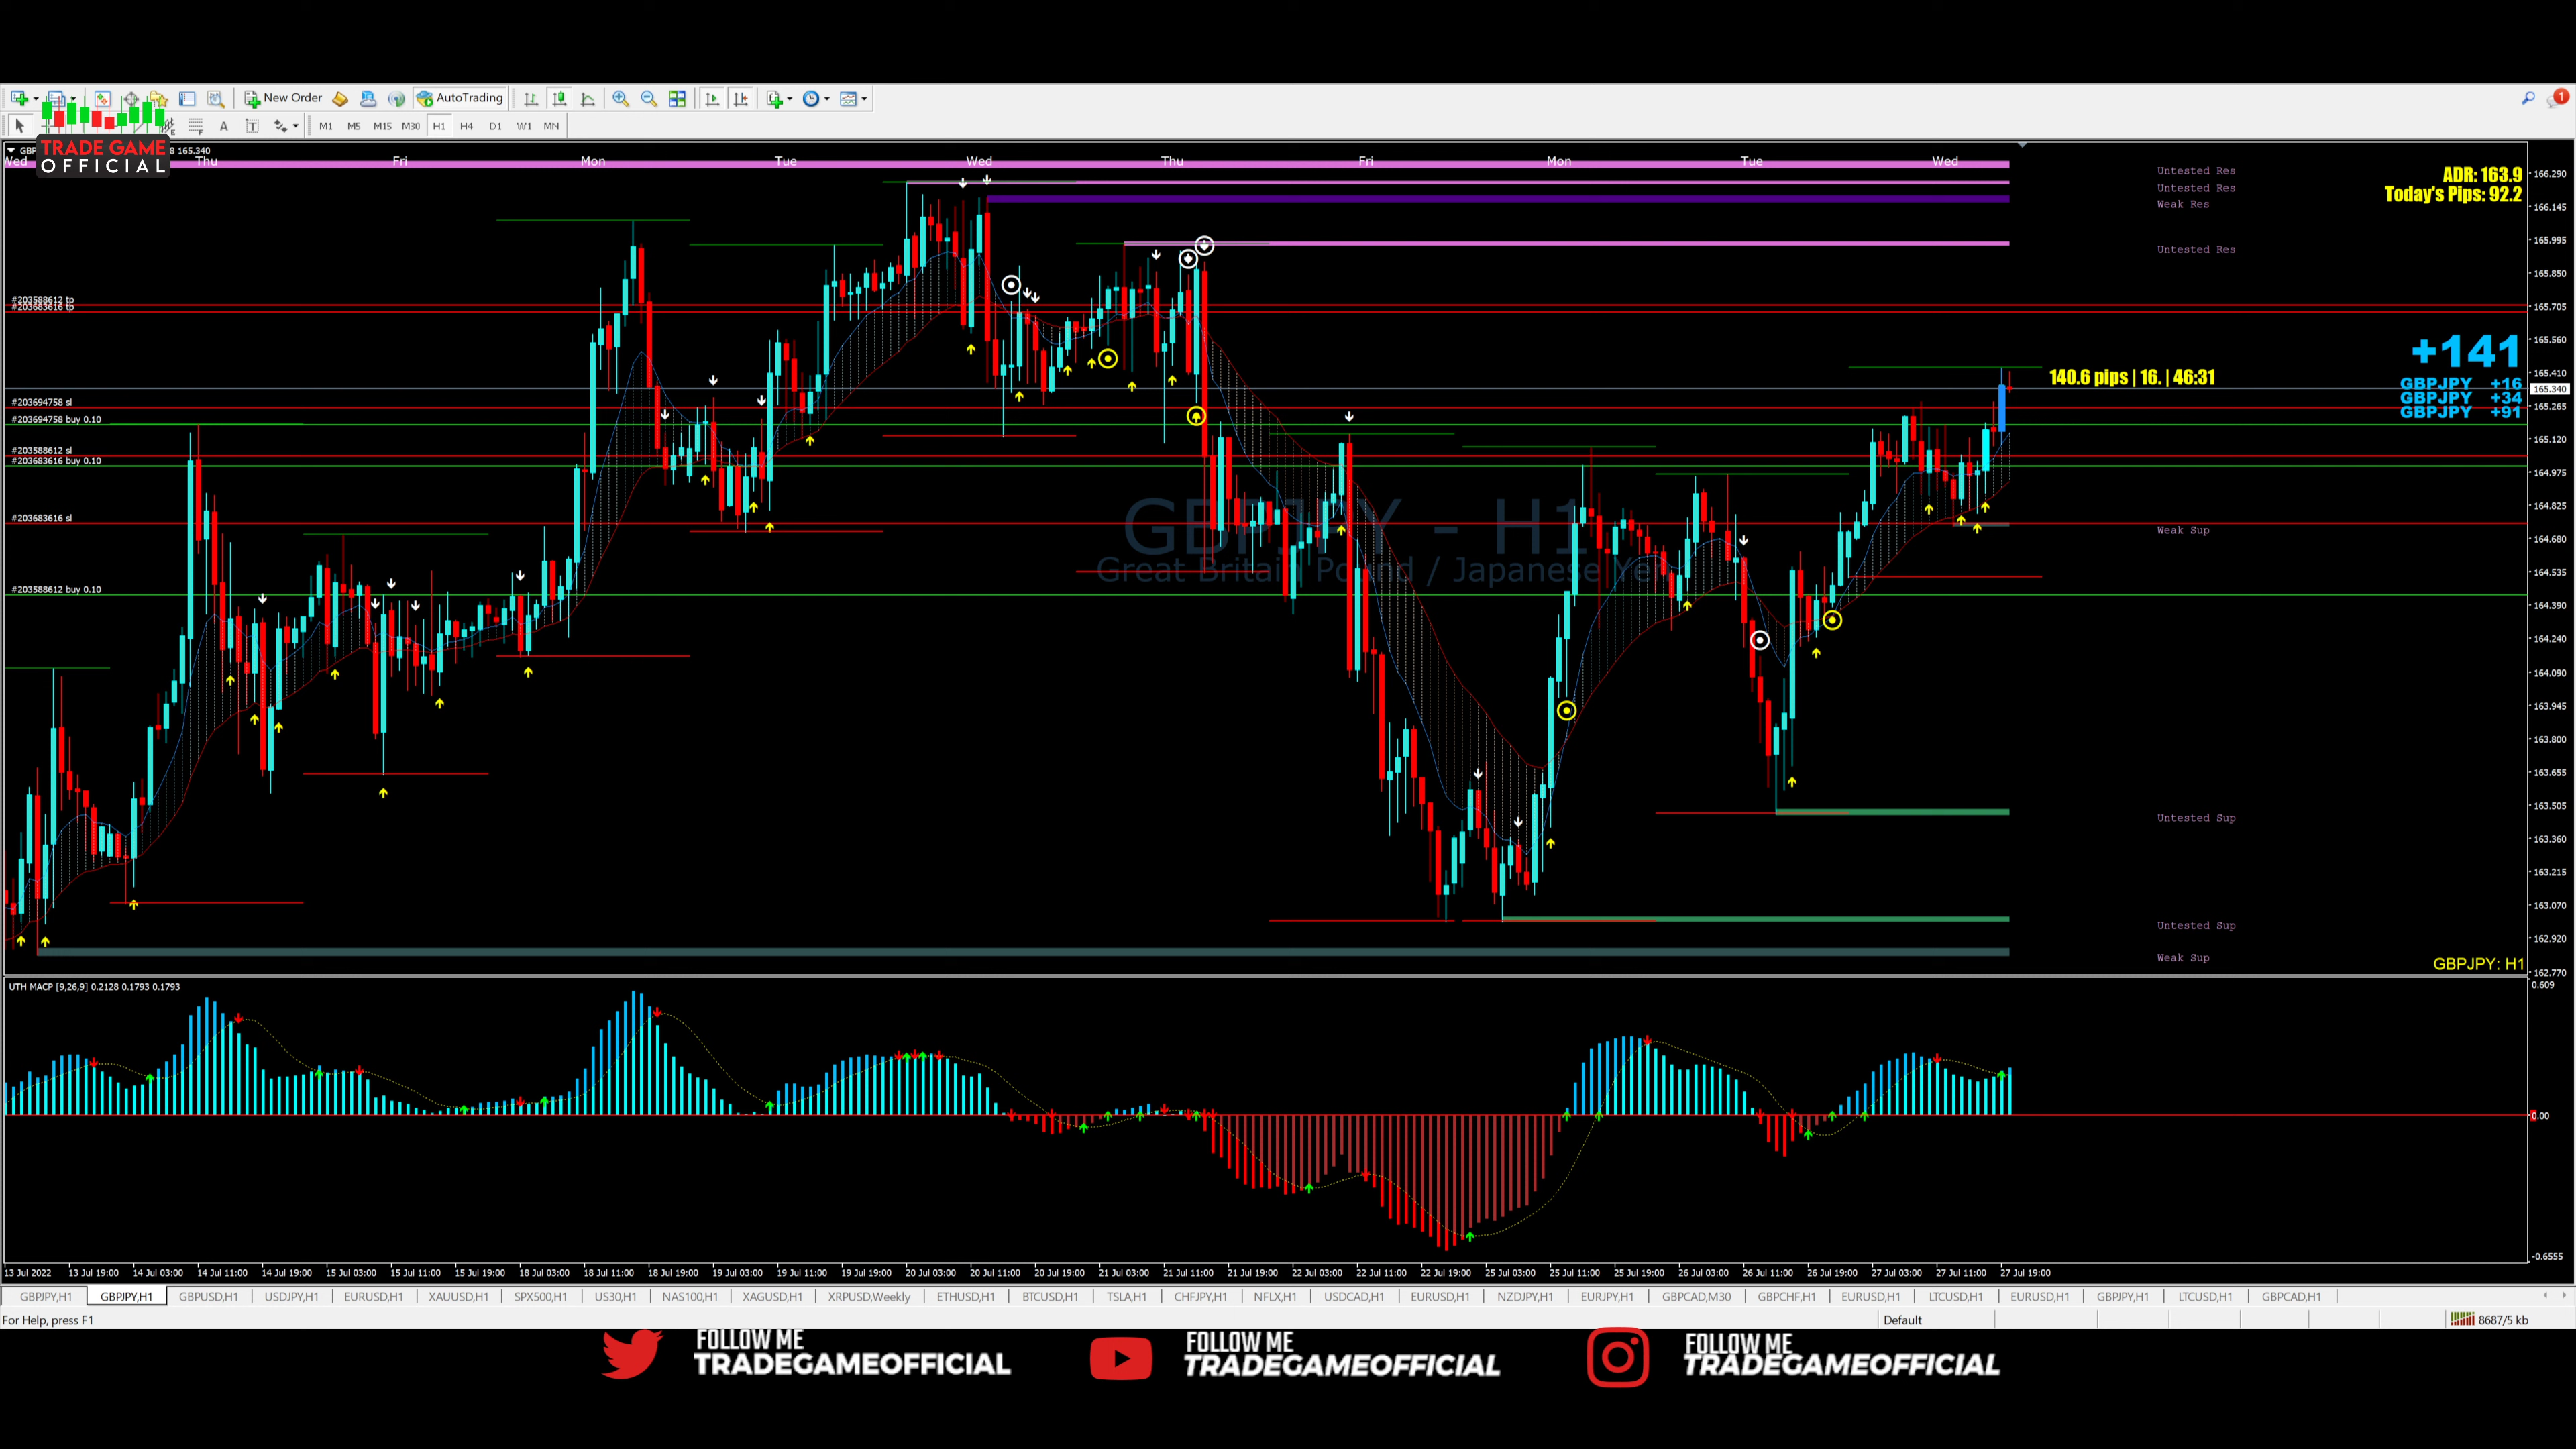 New Order
AutoTrading
1
A
T
M1 M5 M15 M30 H1 H4 D1 W1 MN
TRADE GAME
OFFICIAL
8 165.340
Wed Thu Fri Mon Tue Wed Thu Fri Mon Tue Wed
Untested Res
Untested Res
Weak Res
Untested Res
ADR: 163.9
Today's Pips: 92.2
#203588612 tp
#203683616 tp
+141
140.6 pips | 16. | 46:31
GBPJPY +16
GBPJPY +34
GBPJPY +91
#203694758 sl
#203694758 buy 0.10
#203588612 sl
#203683616 buy 0.10
#203683616 sl
#203588612 buy 0.10
GBPJPY - H1
Great Britain Pound / Japanese Yen
Weak Sup
Untested Sup
Untested Sup
Weak Sup
GBPJPY: H1
166.290
166.145
165.995
165.850
165.705
165.560
165.410
165.340
165.265
165.120
164.975
164.825
164.680
164.535
164.390
164.240
164.090
163.945
163.800
163.655
163.505
163.360
163.215
163.070
162.920
162.770
UTH MACP [9,26,9] 0.2128 0.1793 0.1793
0.609
0.00
-0.6555
13 Jul 2022 13 Jul 19:00 14 Jul 03:00 14 Jul 11:00 14 Jul 19:00 15 Jul 03:00 15 Jul 11:00 15 Jul 19:00 18 Jul 03:00 18 Jul 11:00 18 Jul 19:00 19 Jul 03:00 19 Jul 11:00 19 Jul 19:00 20 Jul 03:00 20 Jul 11:00 20 Jul 19:00 21 Jul 03:00 21 Jul 11:00 21 Jul 19:00 22 Jul 03:00 22 Jul 11:00 22 Jul 19:00 25 Jul 03:00 25 Jul 11:00 25 Jul 19:00 26 Jul 03:00 26 Jul 11:00 26 Jul 19:00 27 Jul 03:00 27 Jul 11:00 27 Jul 19:00
GBPJPY,H1 GBPJPY,H1 GBPUSD,H1 USDJPY,H1 EURUSD,H1 XAUUSD,H1 SPX500,H1 US30,H1 NAS100,H1 XAGUSD,H1 XRPUSD,Weekly ETHUSD,H1 BTCUSD,H1 TSLA,H1 CHFJPY,H1 NFLX,H1 USDCAD,H1 EURUSD,H1 NZDJPY,H1 EURJPY,H1 GBPCAD,M30 GBPCHF,H1 EURUSD,H1 LTCUSD,H1 EURUSD,H1 GBPJPY,H1 LTCUSD,H1 GBPCAD,H1
For Help, press F1
Default
8687/5 kb
FOLLOW ME
TRADEGAMEOFFICIAL
FOLLOW ME
TRADEGAMEOFFICIAL
FOLLOW ME
TRADEGAMEOFFICIAL